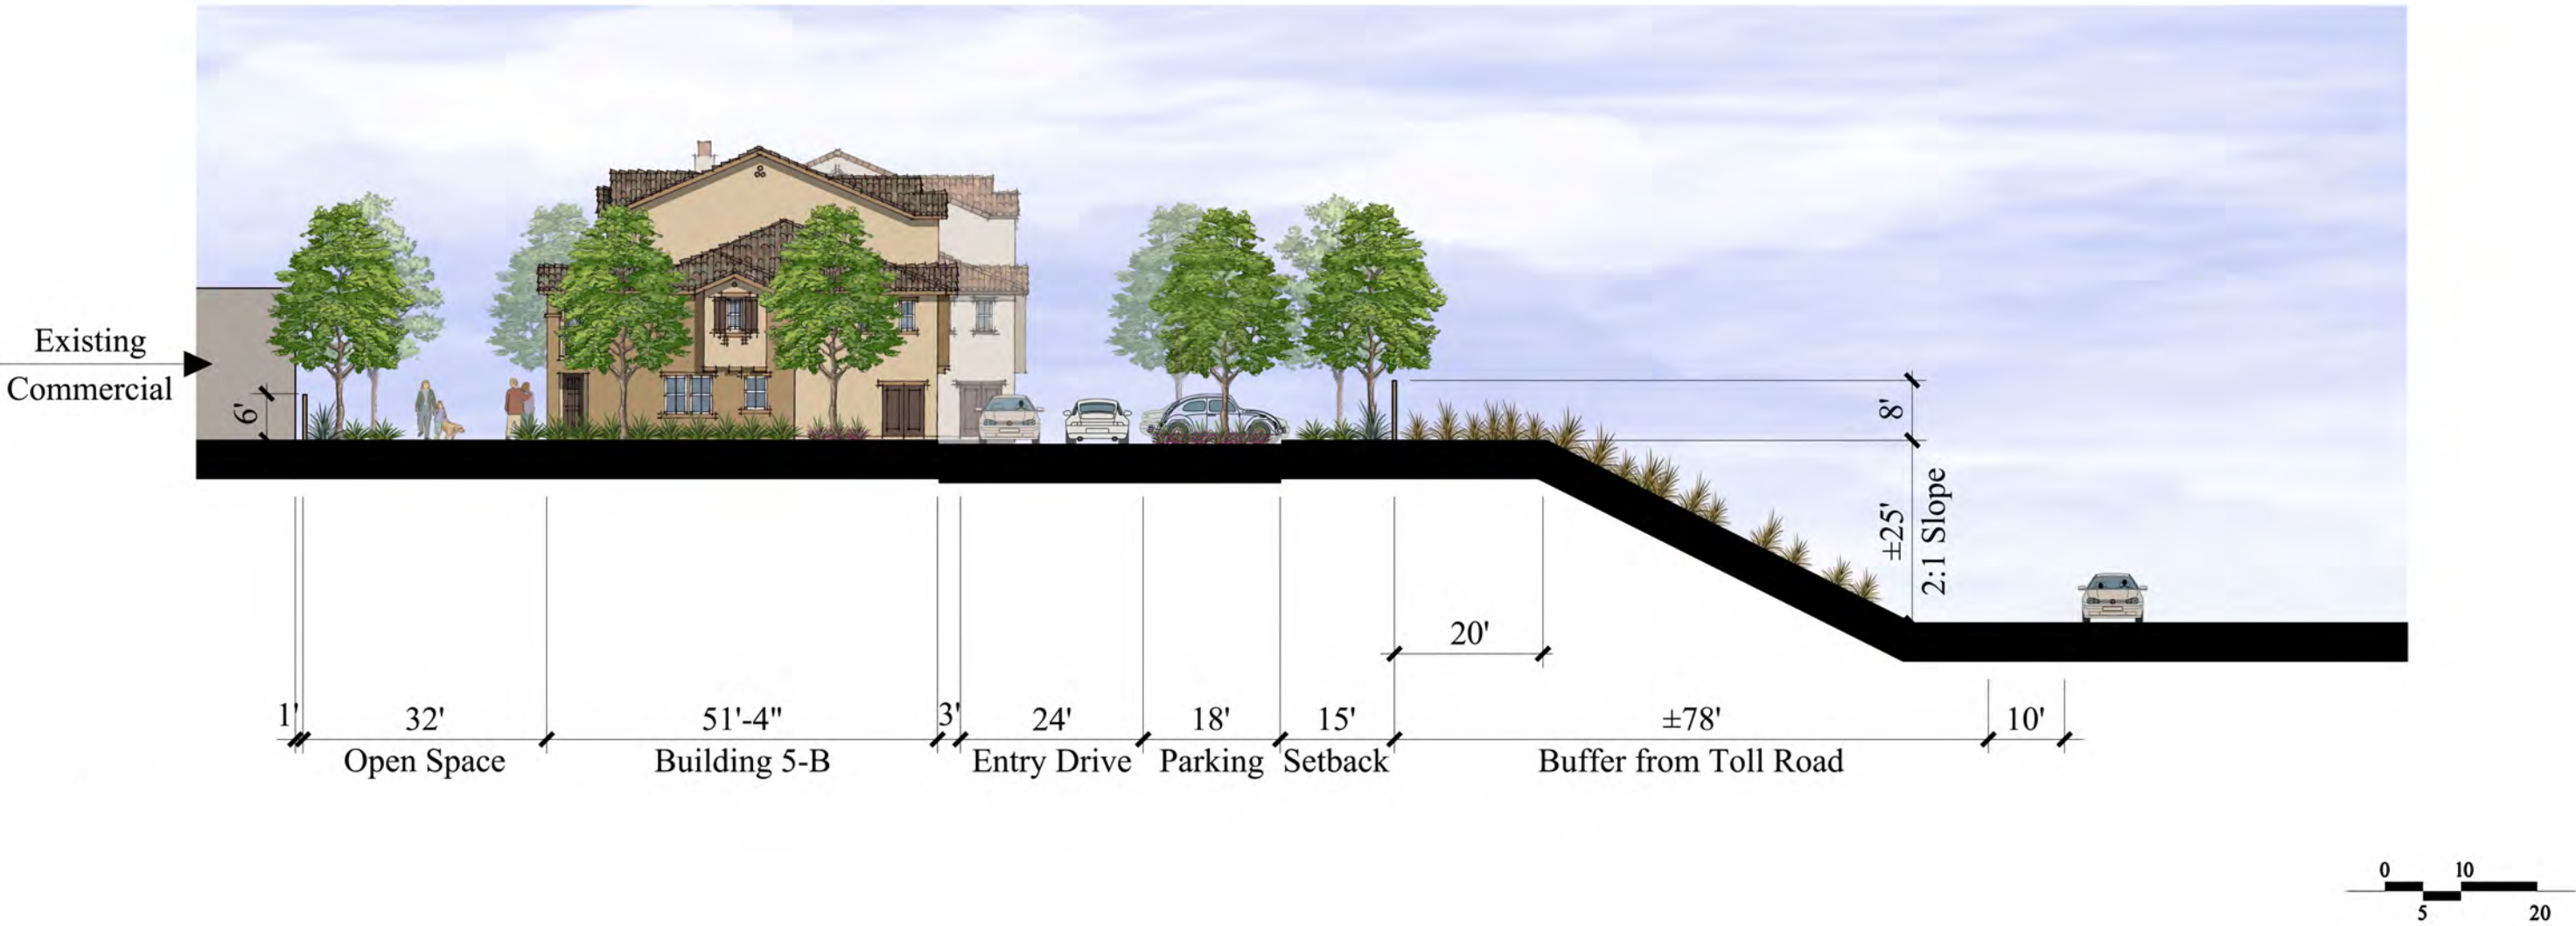 Existing
Commercial
6'
8'
±25'
2:1 Slope
20'
1'
32'
51'-4"
3'
24'
18'
15'
±78'
10'
Open Space
Building 5-B
Entry Drive
Parking
Setback
Buffer from Toll Road
0
10
5
20